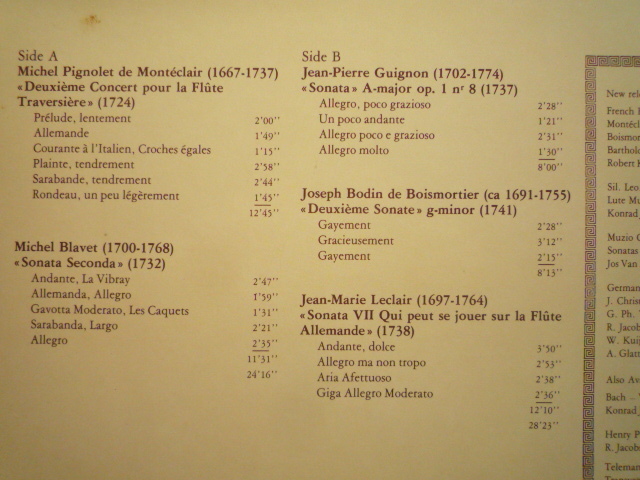 Side A
Michel Pignolet de Montéclair (1667-1737)
«Deuxième Concert pour la Flûte
Traversière» (1724)
Prélude, lentement 2'00''
Allemande 1'49''
Courante à l'Italien, Croches égales 1'15''
Plainte, tendrement 2'58''
Sarabande, tendrement 2'44''
Rondeau, un peu légèrement 1'45''
12'45''
Michel Blavet (1700-1768)
«Sonata Seconda» (1732)
Andante, La Vibray 2'47''
Allemanda, Allegro 1'59''
Gavotta Moderato, Les Caquets 1'31''
Sarabanda, Largo 2'21''
Allegro 2'35''
11'31''
24'16''
Side B
Jean-Pierre Guignon (1702-1774)
«Sonata» A-major op. 1 nr 8 (1737)
Allegro, poco grazioso 2'28''
Un poco andante 1'21''
Allegro poco e grazioso 2'31''
Allegro molto 1'30''
8'00''
Joseph Bodin de Boismortier (ca 1691-1755)
«Deuxième Sonate» g-minor (1741)
Gayement 2'28''
Gracieusement 3'12''
Gayement 2'15''
8'13''
Jean-Marie Leclair (1697-1764)
«Sonata VII Qui peut se jouer sur la Flûte
Allemande» (1738)
Andante, dolce 3'50''
Allegro ma non tropo 2'53''
Aria Afettuoso 2'38''
Giga Allegro Moderato 2'36''
12'10''
28'23''
New
French
Robert
Sil. Leo
Lute Mu
Konrad
Muzio
Sonatas
Jos Van
German
J. Christ
G. Ph.
R. Jacob
W. Kuij
A. Glatt
Also Av
Bach –
Konrad
Henry P
R. Jacobs
Teleman